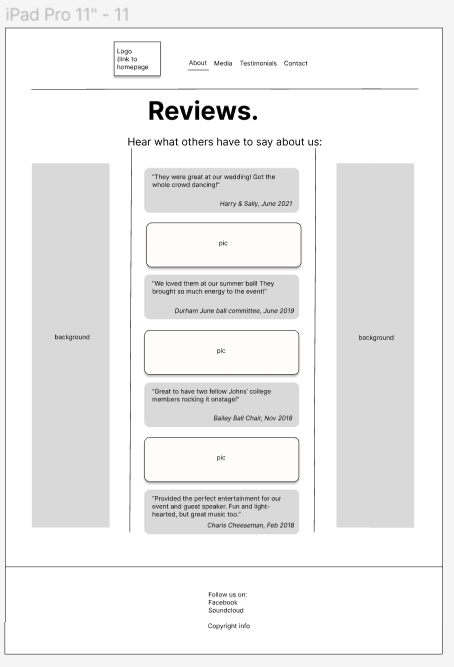 iPad Pro 11" - 11
Logo
(link to
homepage
About Media Testimonials Contact
Reviews.
Hear what others have to say about us:
"They were great at our wedding! Got the
whole crowd dancing!"
Harry & Sally, June 2021
pic
"We loved them at our summer ball! They
brought so much energy to the event!"
Durham June ball committee, June 2019
background
background
pic
"Great to have two fellow Johns' college
members rocking it onstage!"
Bailey Ball Chair, Nov 2018
pic
"Provided the perfect entertainment for our
event and guest speaker. Fun and light-
hearted, but great music too."
Charis Cheeseman, Feb 2018
Follow us on:
Facebook
Soundcloud
Copyright info